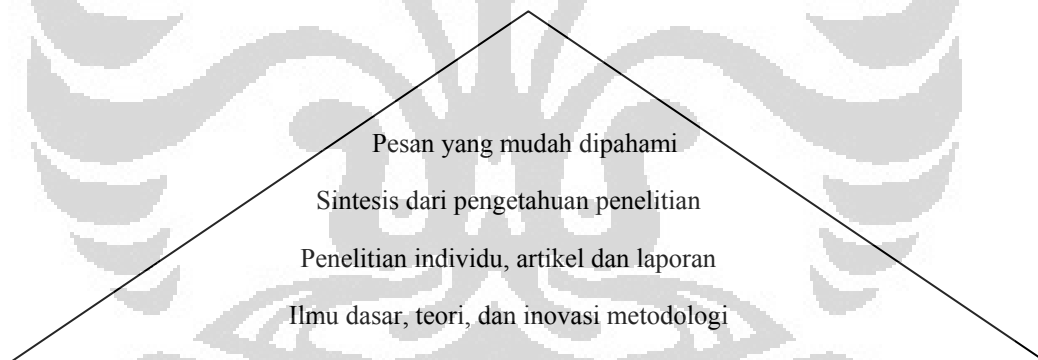 Pesan yang mudah dipahami
Sintesis dari pengetahuan penelitian
Penelitian individu, artikel dan laporan
Ilmu dasar, teori, dan inovasi metodologi